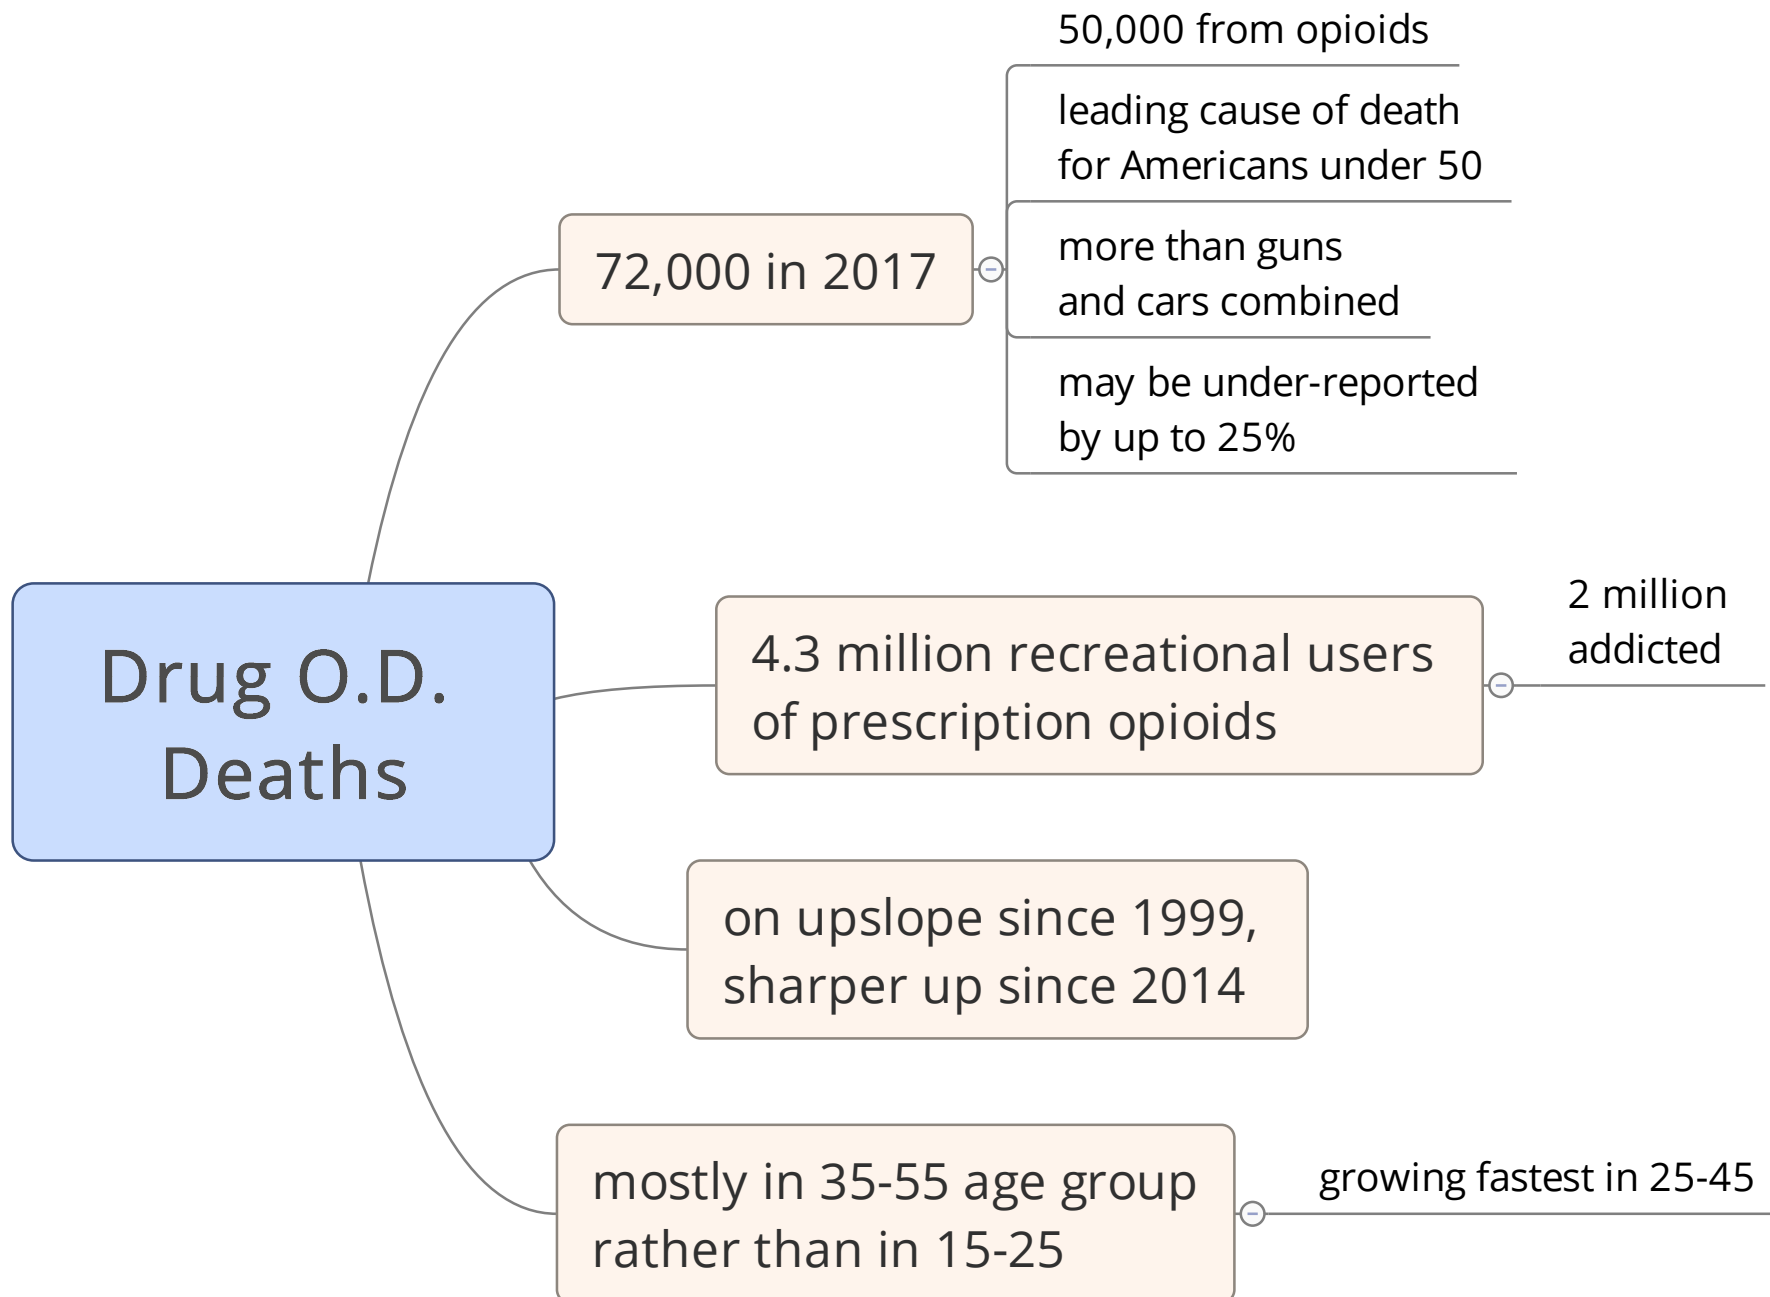 Drug O.D.
Deaths
72,000 in 2017
50,000 from opioids
leading cause of death
for Americans under 50
more than guns
and cars combined
may be under-reported
by up to 25%
4.3 million recreational users
of prescription opioids
2 million
addicted
on upslope since 1999,
sharper up since 2014
mostly in 35-55 age group
rather than in 15-25
growing fastest in 25-45